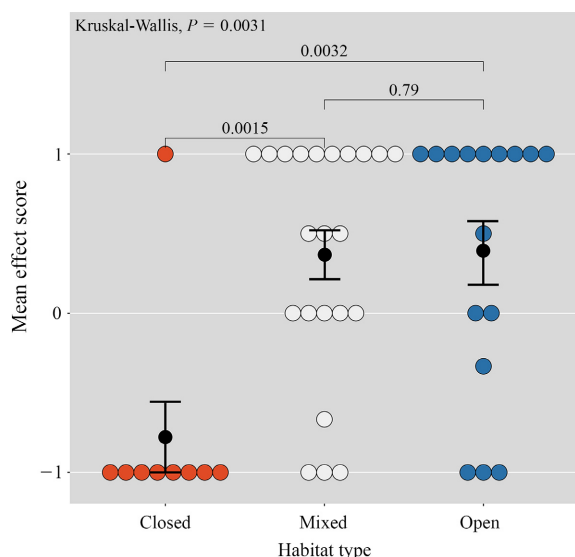 Kruskal-Wallis, P = 0.0031
0.0032
0.79
0.0015
1
0
−1
Mean effect score
Closed
Mixed
Open
Habitat type